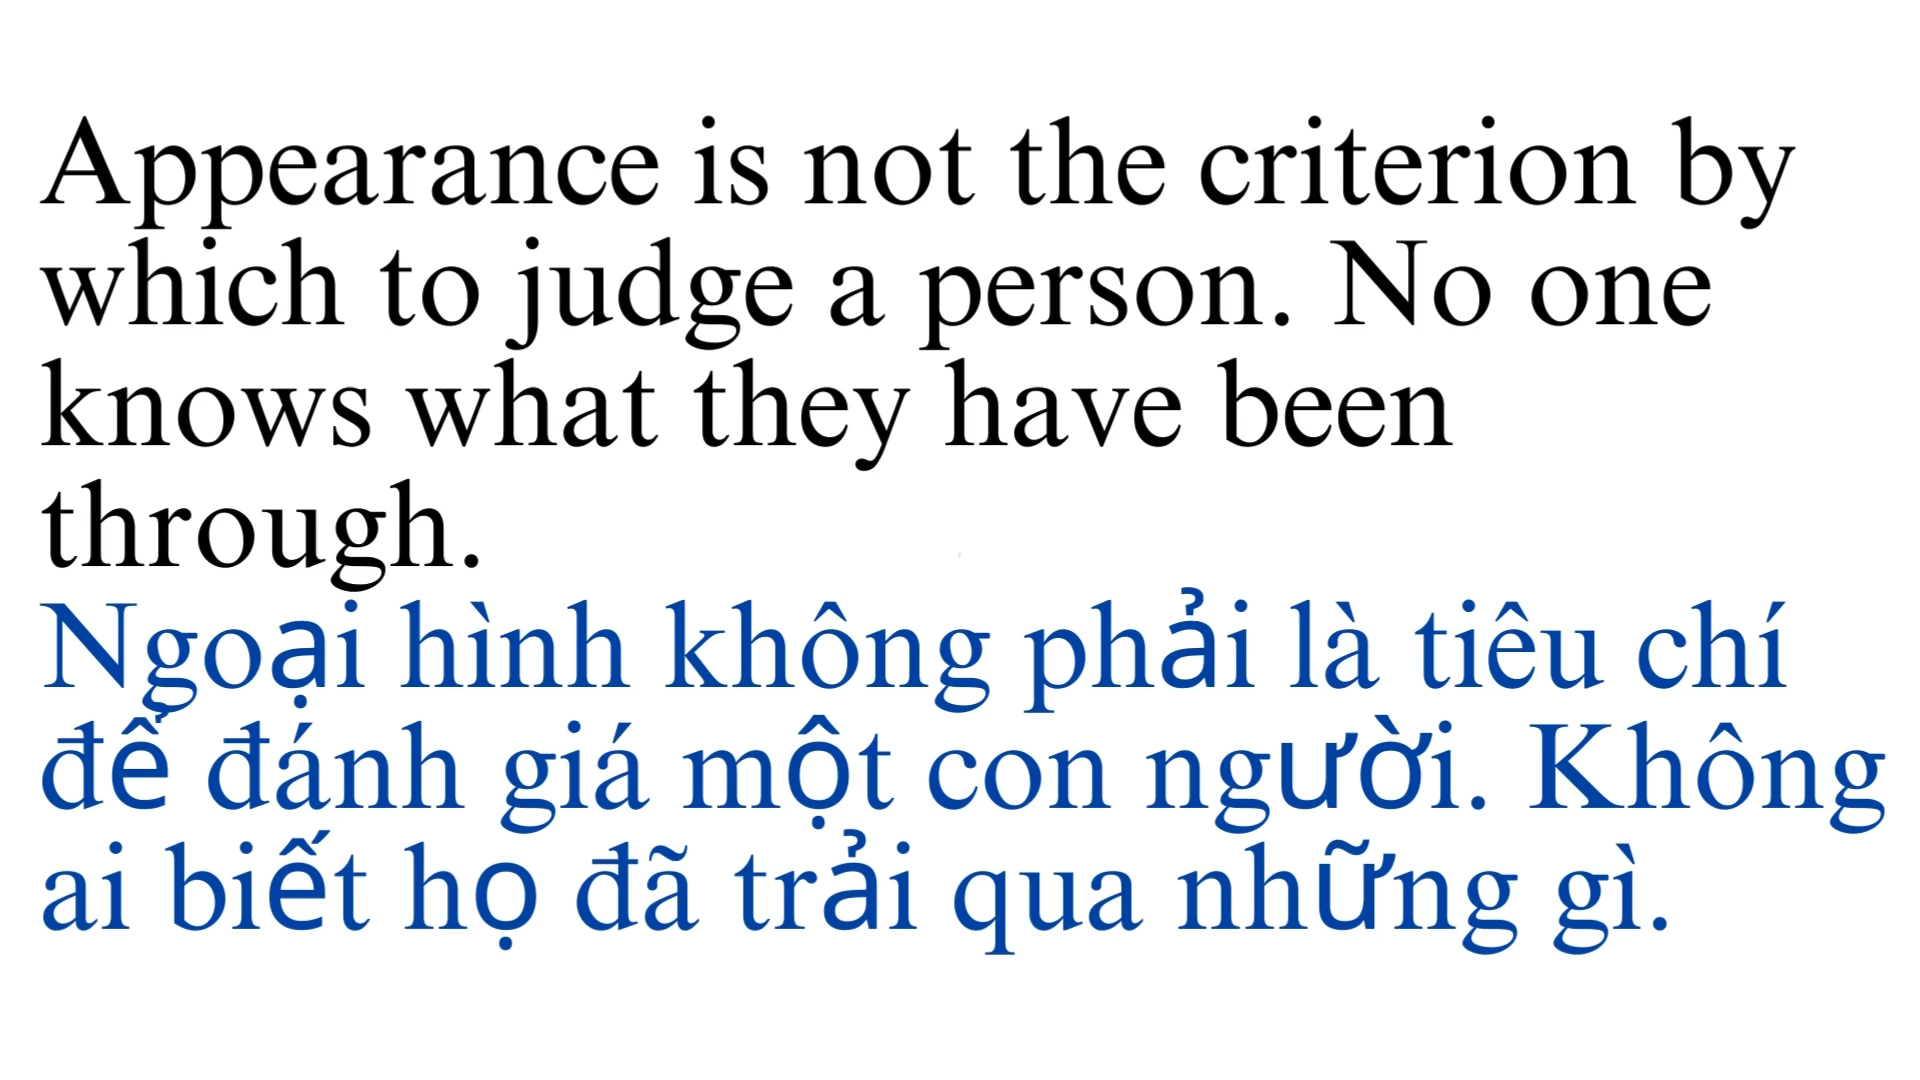 Appearance is not the criterion by
which to judge a person. No one
knows what they have been
through.
Ngoại hình không phải là tiêu chí
để đánh giá một con người. Không
ai biết họ đã trải qua những gì.